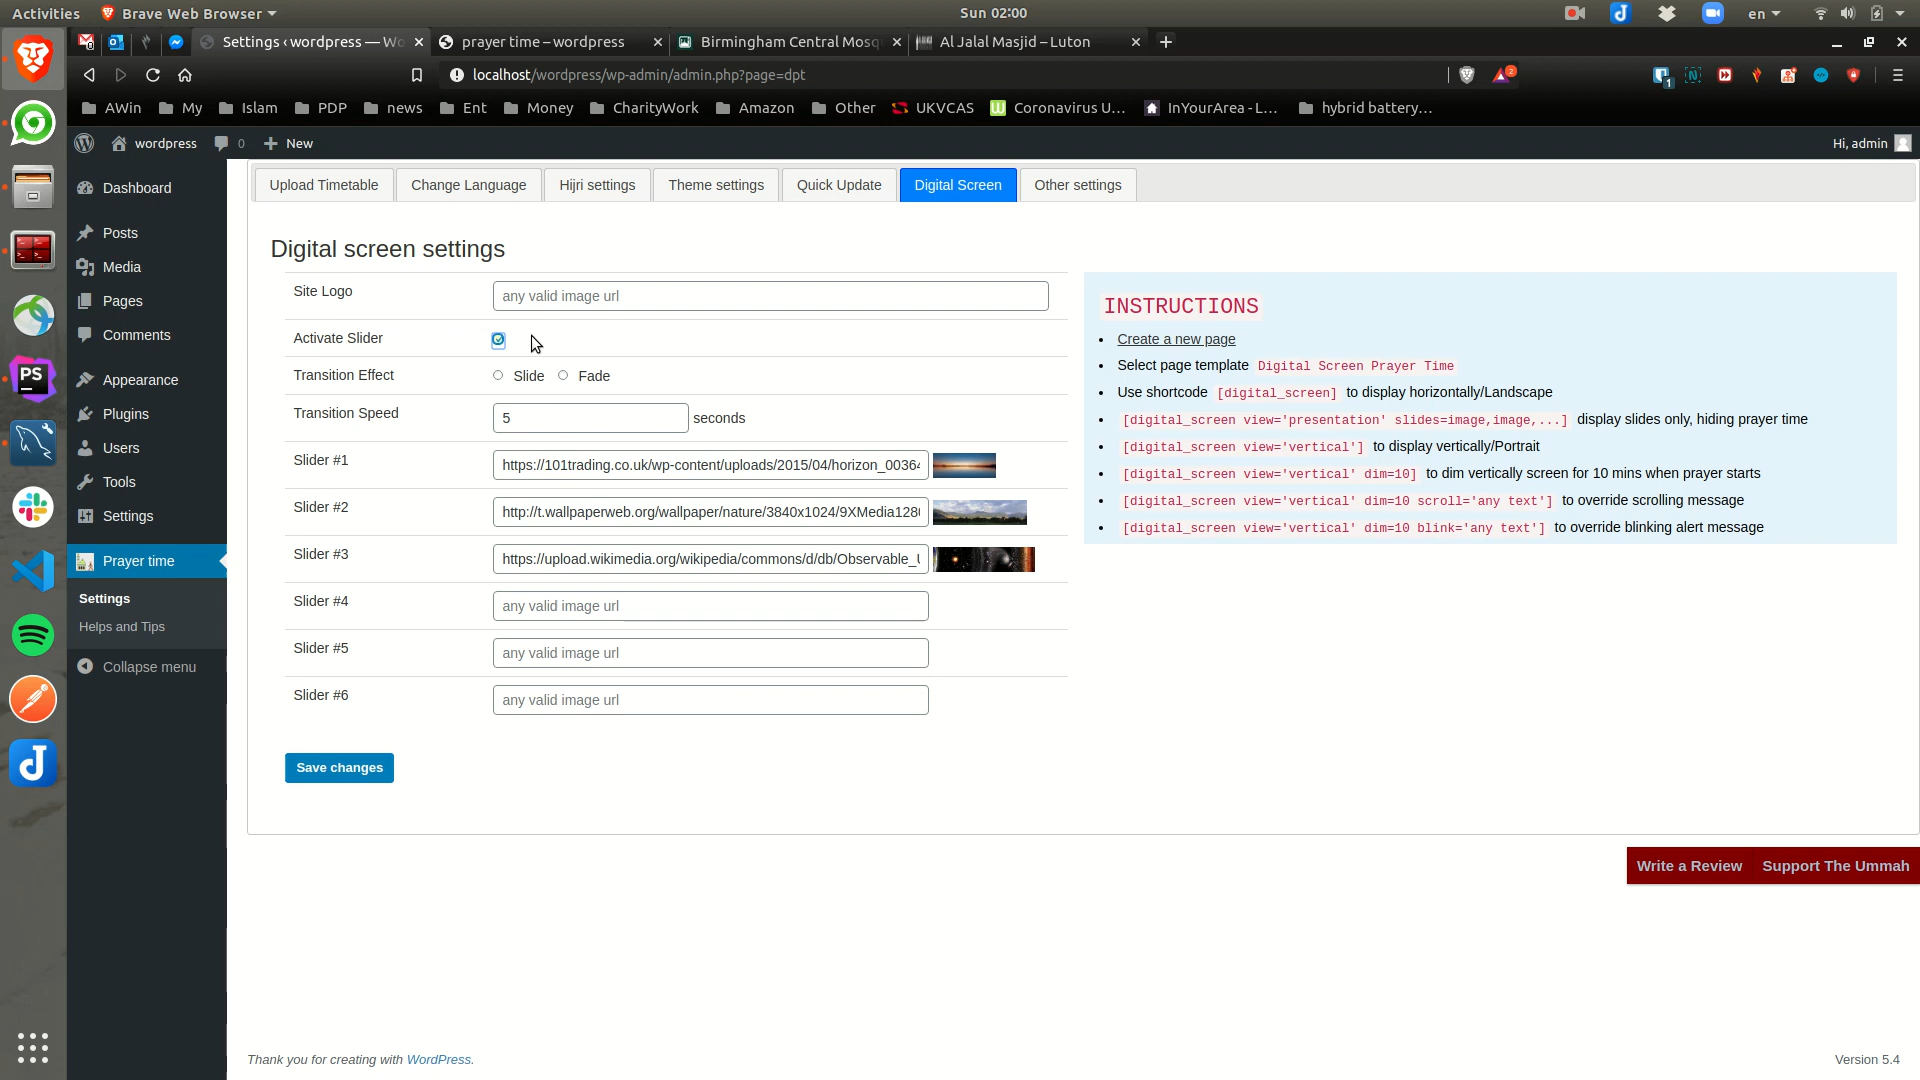 Activities
Brave Web Browser
Sun 02:00
en
Settings ‹ wordpress — Wo
prayer time – wordpress
Birmingham Central Mosq
Al Jalal Masjid – Luton
localhost/wordpress/wp-admin/admin.php?page=dpt
2
1
AWin
My
Islam
PDP
news
Ent
Money
CharityWork
Amazon
Other
UKVCAS
Coronavirus U...
InYourArea - L...
hybrid battery...
wordpress
0
New
Hi, admin
Dashboard
Posts
Media
Pages
Comments
Appearance
Plugins
Users
Tools
Settings
Prayer time
Settings
Helps and Tips
Collapse menu
Upload Timetable
Change Language
Hijri settings
Theme settings
Quick Update
Digital Screen
Other settings
Digital screen settings
Site Logo
any valid image url
Activate Slider
Transition Effect
Slide
Fade
Transition Speed
5
seconds
Slider #1
https://101trading.co.uk/wp-content/uploads/2015/04/horizon_0036
Slider #2
http://t.wallpaperweb.org/wallpaper/nature/3840x1024/9XMedia128
Slider #3
https://upload.wikimedia.org/wikipedia/commons/d/db/Observable_
Slider #4
any valid image url
Slider #5
any valid image url
Slider #6
any valid image url
Save changes
INSTRUCTIONS
Create a new page
Select page template Digital Screen Prayer Time
Use shortcode [digital_screen] to display horizontally/Landscape
[digital_screen view='presentation' slides=image,image,...] display slides only, hiding prayer time
[digital_screen view='vertical'] to display vertically/Portrait
[digital_screen view='vertical' dim=10] to dim vertically screen for 10 mins when prayer starts
[digital_screen view='vertical' dim=10 scroll='any text'] to override scrolling message
[digital_screen view='vertical' dim=10 blink='any text'] to override blinking alert message
Write a Review
Support The Ummah
Thank you for creating with WordPress.
Version 5.4
PS